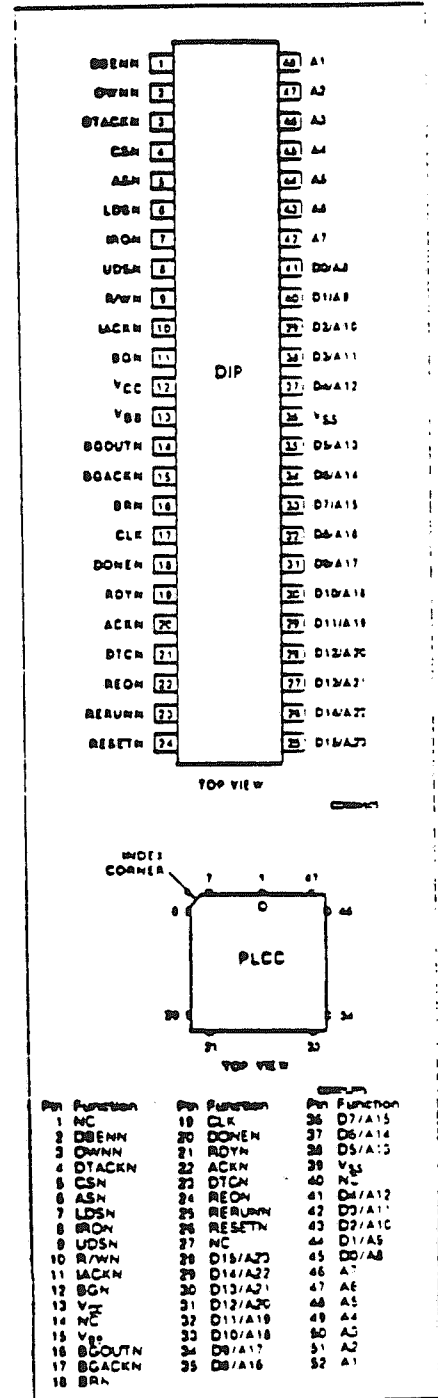 DBENN 1 48 A1
OWNN 2 47 A2
DTACKN 3 46 A3
CSN 4 45 A4
ASN 5 44 A5
LDSN 6 43 A6
IRQN 7 42 A7
UDSN 8 41 D0/A8
R/WN 9 40 D1/A9
IACKN 10 39 D2/A10
BGN 11 38 D3/A11
DIP
VCC 12 37 D4/A12
VBB 13 36 VSS
BGOUTN 14 35 D5/A13
BGACKN 15 34 D6/A14
BRN 16 33 D7/A15
CLK 17 32 D8/A16
DONEN 18 31 D9/A17
RDYN 19 30 D10/A18
ACKN 20 29 D11/A19
DTCN 21 28 D12/A20
REQN 22 27 D13/A21
RERUNN 23 26 D14/A22
RESETN 24 25 D15/A23
TOP VIEW
INDEX
CORNER
7 1 47
8 46
PLCC
20 34
21 33
TOP VIEW
Pin Function Pin Function Pin Function
1 NC 19 CLK 36 D7/A15
2 DBENN 20 DONEN 37 D6/A14
3 OWNN 21 RDYN 38 D5/A13
4 DTACKN 22 ACKN 39 VSS
5 CSN 23 DTCN 40 NC
6 ASN 24 REQN 41 D4/A12
7 LDSN 25 RERUNN 42 D3/A11
8 IRQN 26 RESETN 43 D2/A10
9 UDSN 27 NC 44 D1/A9
10 R/WN 28 D15/A23 45 D0/A8
11 IACKN 29 D14/A22 46 A7
12 BGN 30 D13/A21 47 A6
13 VCC 31 D12/A20 48 A5
14 NC 32 D11/A19 49 A4
15 VBB 33 D10/A18 50 A3
16 BGOUTN 34 D9/A17 51 A2
17 BGACKN 35 D8/A16 52 A1
18 BRN